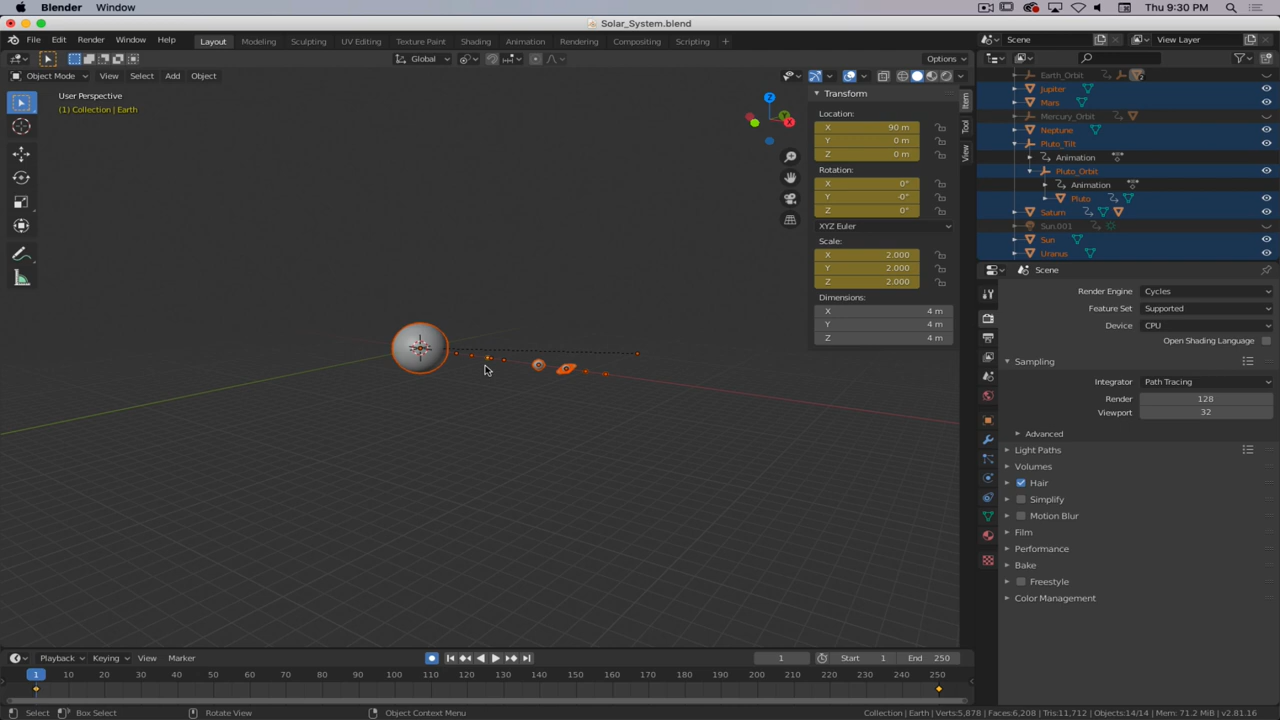 Blender Window Thu 9:30 PM
Solar_System.blend
File Edit Render Window Help Layout Modeling Sculpting UV Editing Texture Paint Shading Animation Rendering Compositing Scripting + Scene View Layer
Global Options
Object Mode View Select Add Object
User Perspective
(1) Collection | Earth
Z
Y
X
Transform
Location:
X 90 m
Y 0 m
Z 0 m
Rotation:
X 0°
Y -0°
Z 0°
XYZ Euler
Scale:
X 2.000
Y 2.000
Z 2.000
Dimensions:
X 4 m
Y 4 m
Z 4 m
Item
Tool
View
Earth_Orbit
Jupiter
Mars
Mercury_Orbit
Neptune
Pluto_Tilt
Animation
Pluto_Orbit
Animation
Pluto
Saturn
Sun.001
Sun
Uranus
Scene
Render Engine Cycles
Feature Set Supported
Device CPU
Open Shading Language
Sampling
Integrator Path Tracing
Render 128
Viewport 32
Advanced
Light Paths
Volumes
Hair
Simplify
Motion Blur
Film
Performance
Bake
Freestyle
Color Management
Playback Keying View Marker 1 Start 1 End 250
1 10 20 30 40 50 60 70 80 90 100 110 120 130 140 150 160 170 180 190 200 210 220 230 240 250
Select Box Select Rotate View Object Context Menu Collection | Earth | Verts:5,878 | Faces:6,208 | Tris:11,712 | Objects:14/14 | Mem: 71.2 MiB | v2.81.16